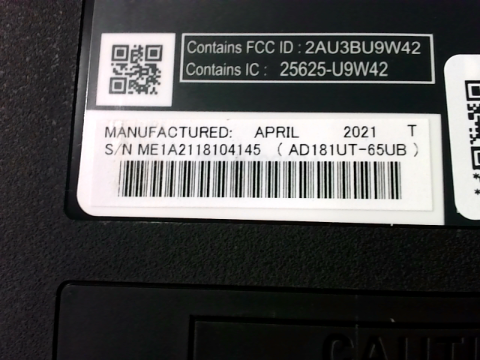 Contains FCC ID : 2AU3BU9W42
Contains IC : 25625-U9W42
MANUFACTURED: APRIL 2021 T
S/N ME1A2118104145 ( AD181UT-65UB )